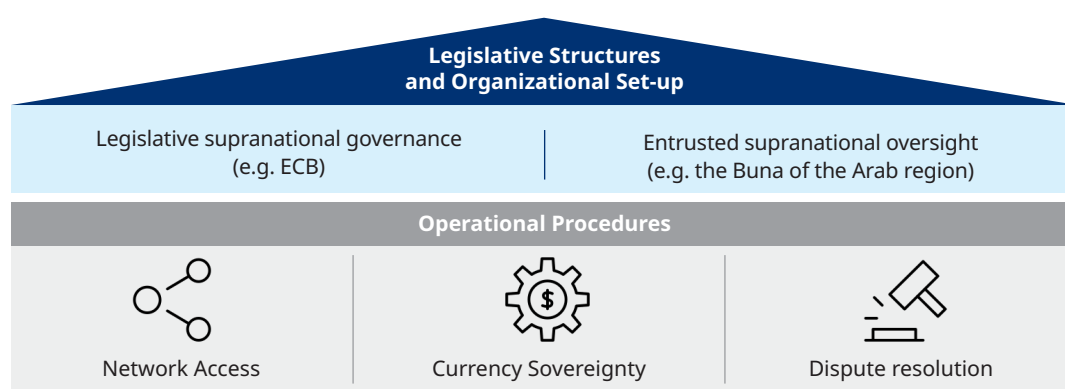 Legislative Structures
and Organizational Set-up
Legislative supranational governance
(e.g. ECB)
Entrusted supranational oversight
(e.g. the Buna of the Arab region)
Operational Procedures
$
Network Access
Currency Sovereignty
Dispute resolution